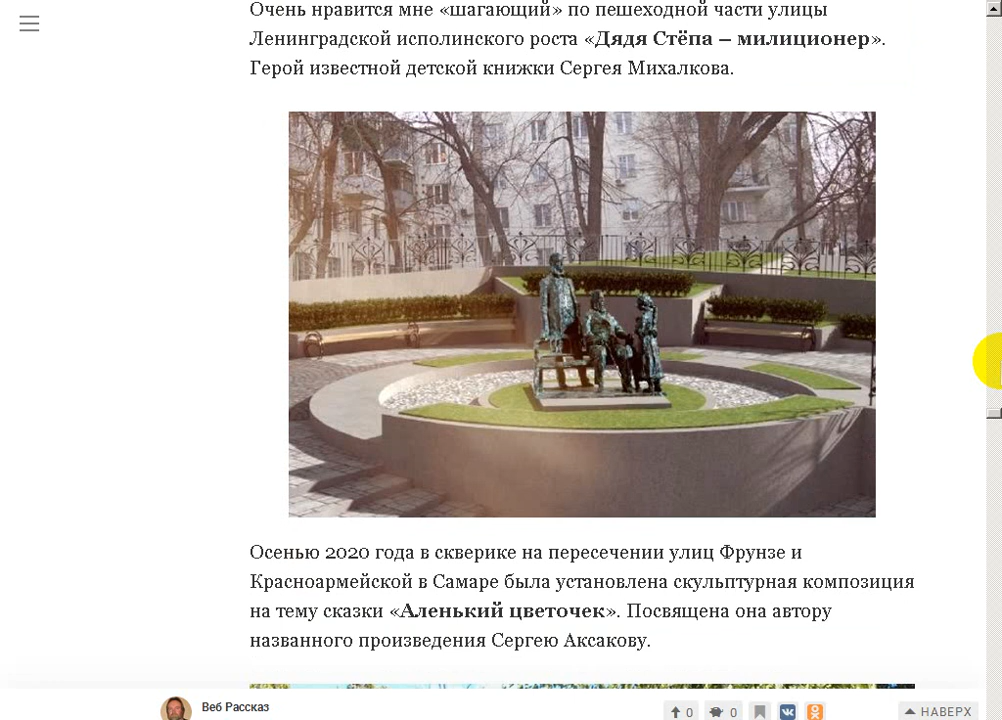 Очень нравится мне «шагающий» по пешеходной части улицы
Ленинградской исполинского роста «Дядя Стёпа – милиционер».
Герой известной детской книжки Сергея Михалкова.
Осенью 2020 года в скверике на пересечении улиц Фрунзе и
Красноармейской в Самаре была установлена скульптурная композиция
на тему сказки «Аленький цветочек». Посвящена она автору
названного произведения Сергею Аксакову.
Веб Рассказ
0
0
НАВЕРХ